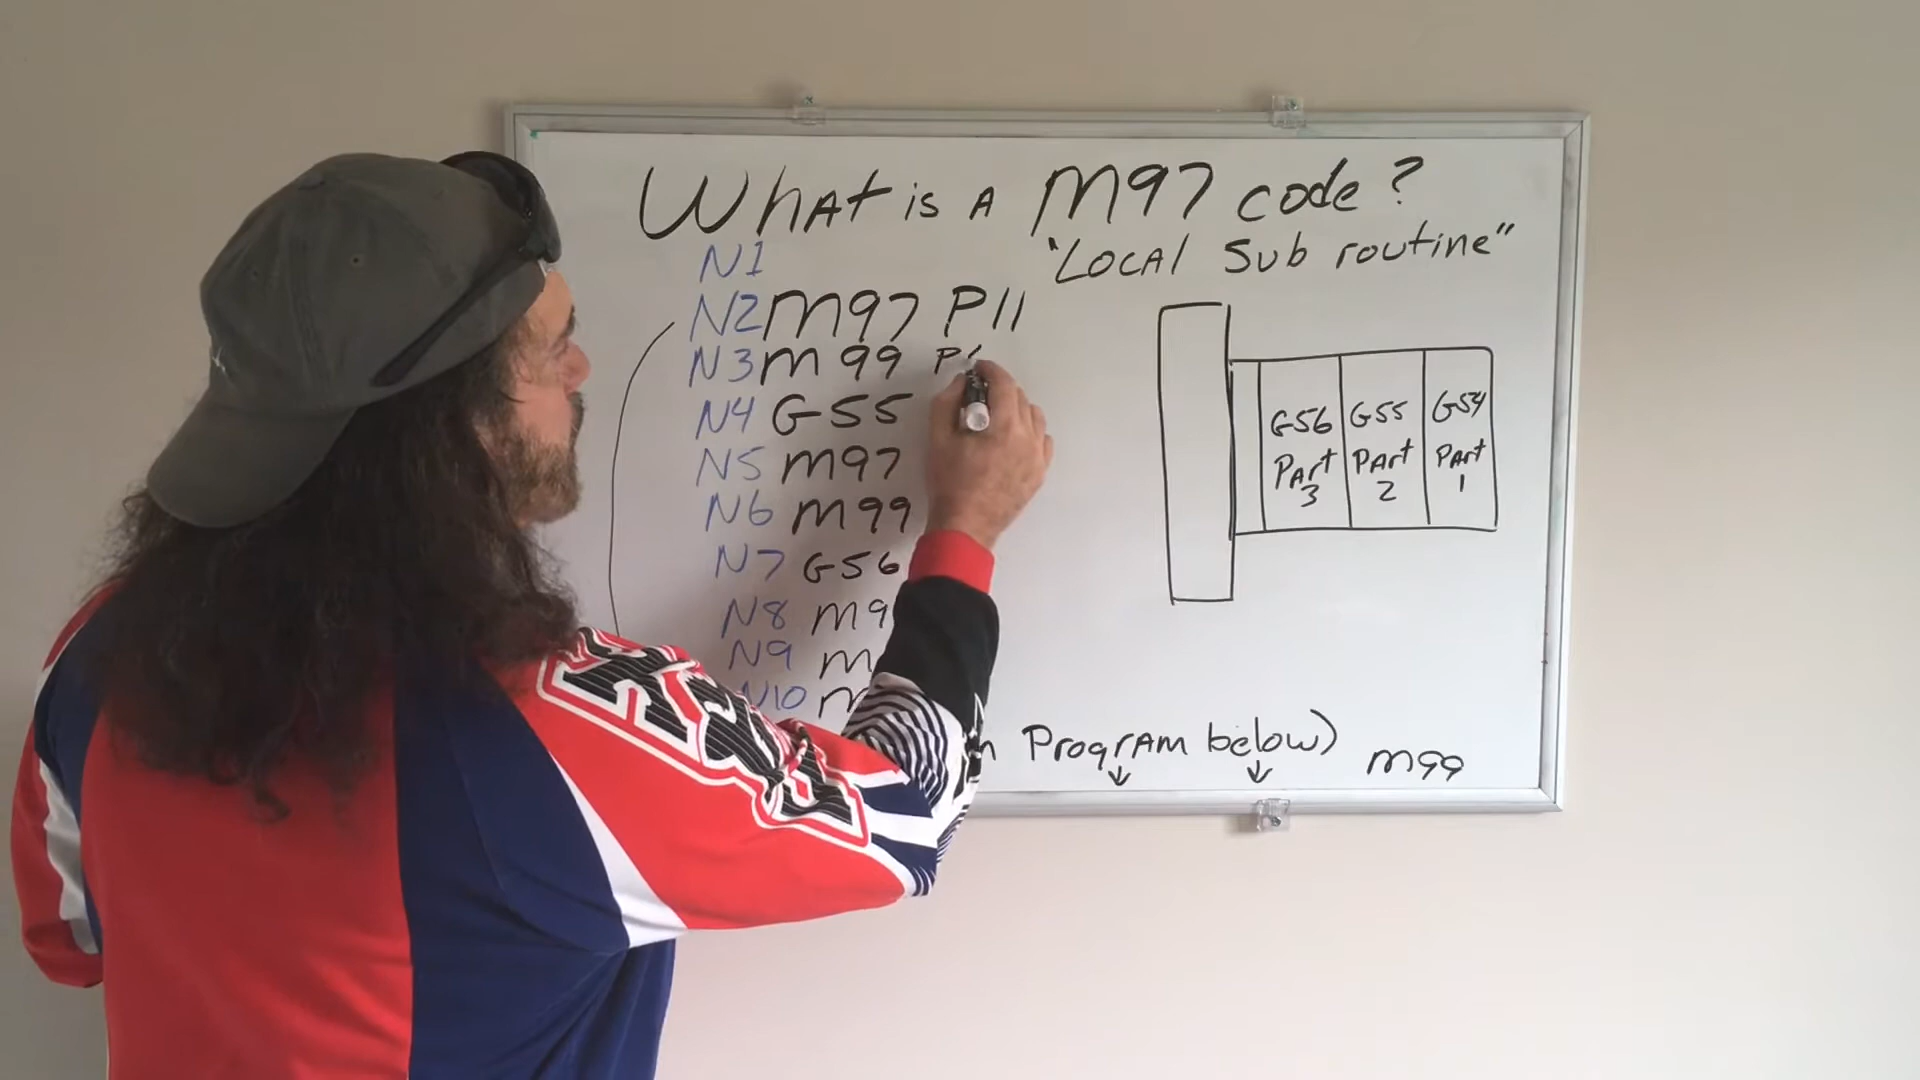 What is a M97 code?
"Local Sub routine"
N1
N2 M97 P11
N3 M99
N4 G55
N5 M97
N6 M99
N7 G56
N8
N9
N10
Program below)
M99
G56 Part 3
G55 Part 2
G54 Part 1